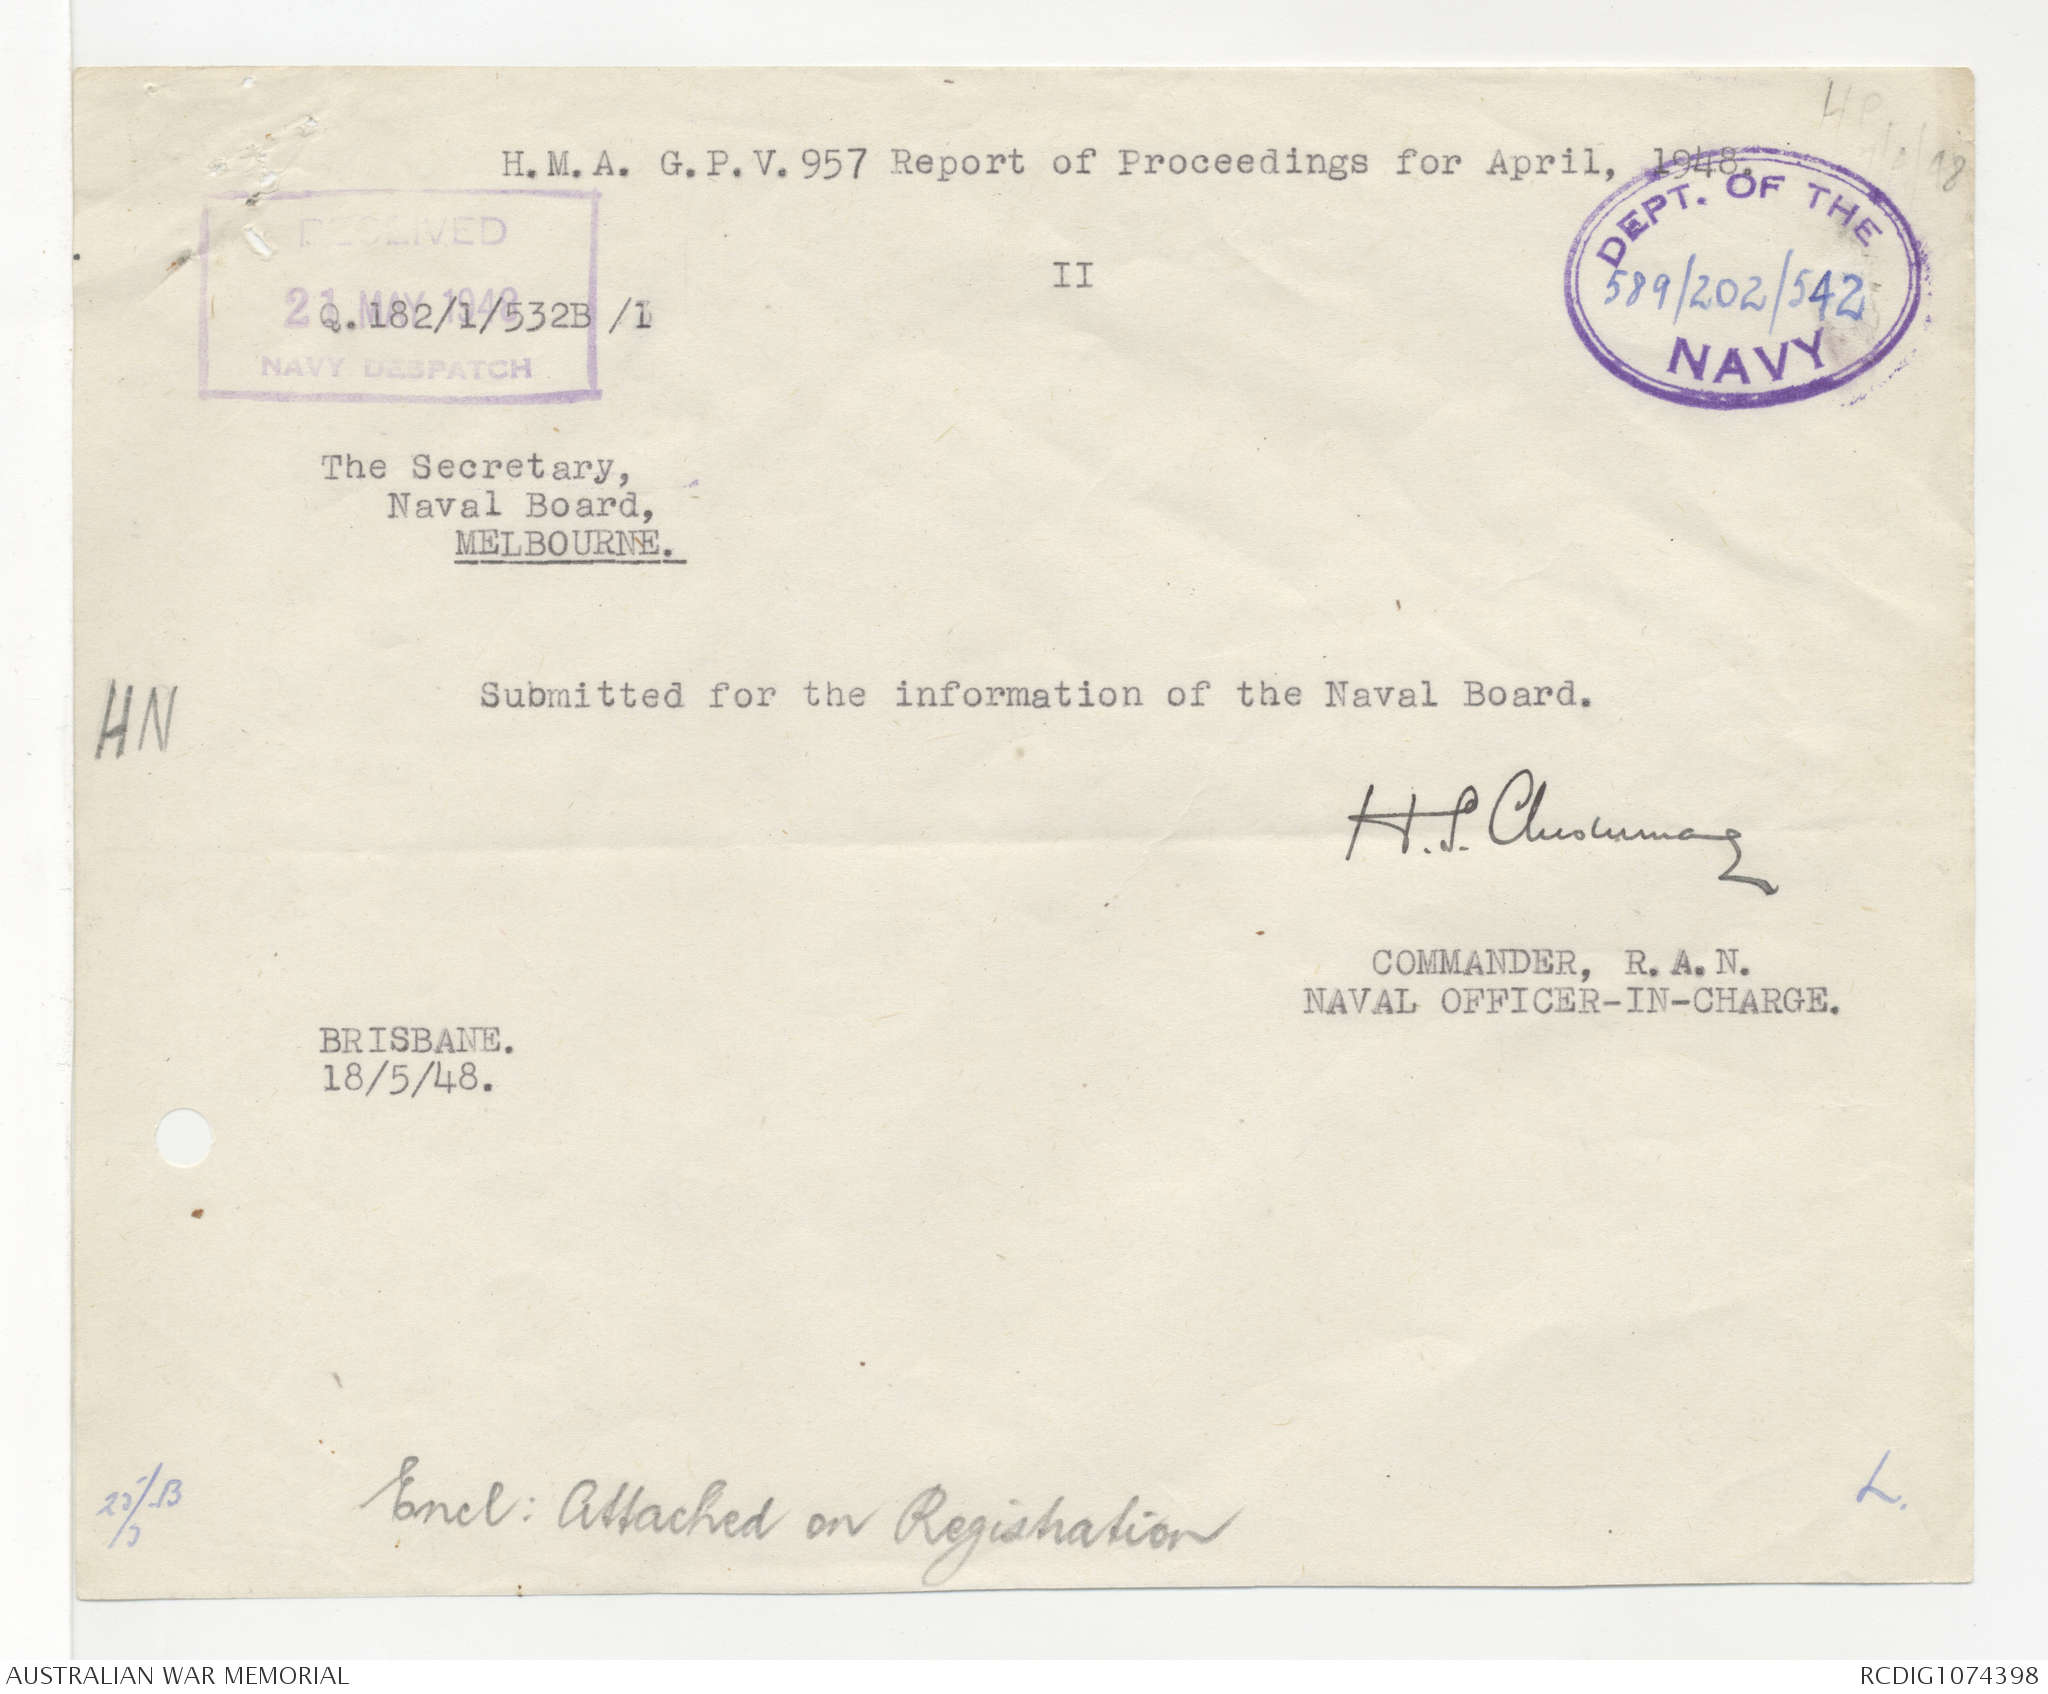 H.M.A. G.P.V.957 Report of Proceedings for April, 1948.
II
RECEIVED
21 MAY 1948
NAVY DESPATCH
Q.182/1/532B /1
DEPT. OF THE
589/202/542
NAVY
The Secretary,
Naval Board,
MELBOURNE.
HN
Submitted for the information of the Naval Board.
H.S.
COMMANDER, R.A.N.
NAVAL OFFICER-IN-CHARGE.
BRISBANE.
18/5/48.
Encl: Attached on Registration
L.
AUSTRALIAN WAR MEMORIAL
RCDIG1074398